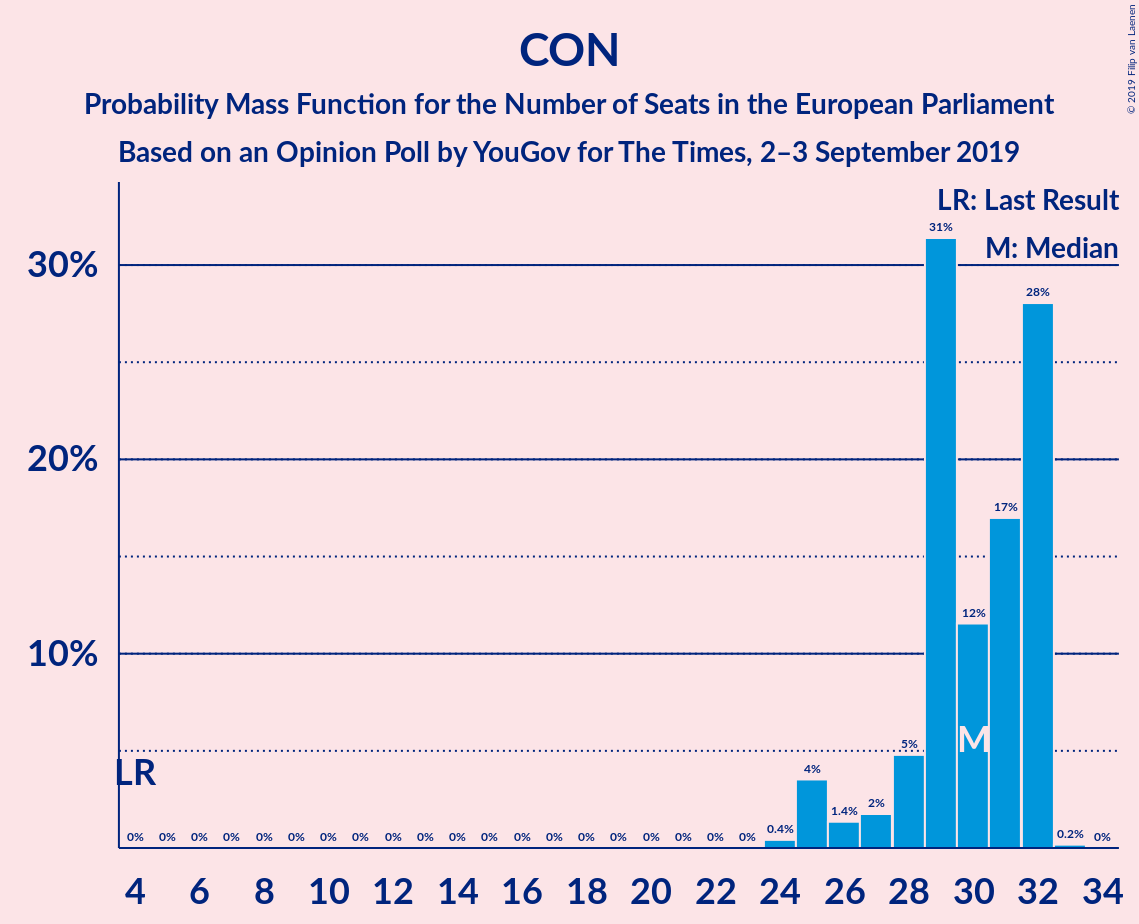 © 2019 Filip van Laenen
CON
Probability Mass Function for the Number of Seats in the European Parliament
Based on an Opinion Poll by YouGov for The Times, 2–3 September 2019
LR: Last Result
M: Median
31%
30%
28%
20%
17%
12%
10%
M
5%
LR
4%
2%
1.4%
0.4%
0.2%
0% 0% 0% 0% 0% 0% 0% 0% 0% 0% 0% 0% 0% 0% 0% 0% 0% 0% 0% 0% 0%
4 6 8 10 12 14 16 18 20 22 24 26 28 30 32 34